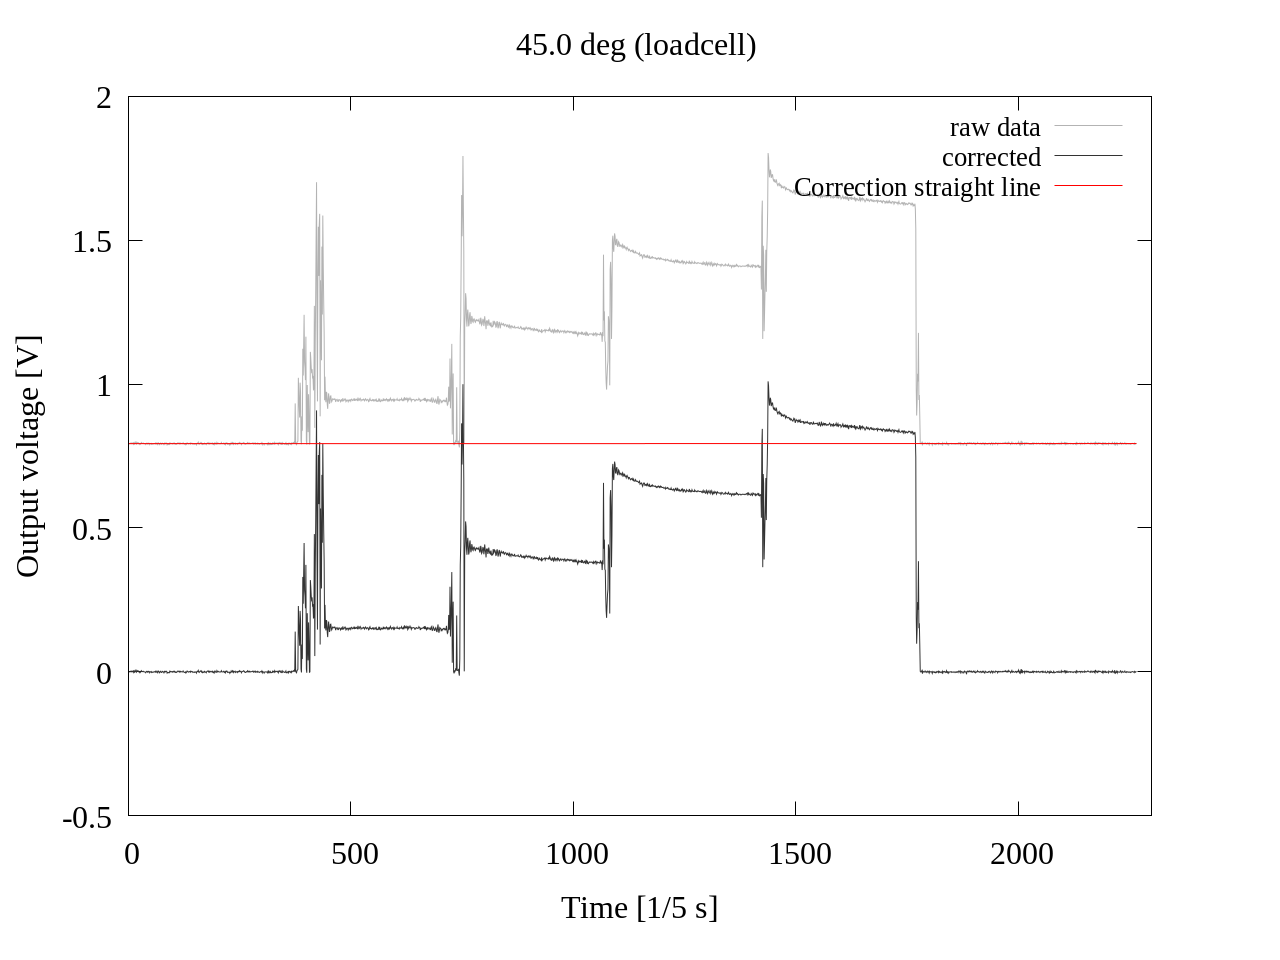 45.0 deg (loadcell)
2
raw data
corrected
Correction straight line
1.5
1
0.5
0
-0.5
Output voltage [V]
0 500 1000 1500 2000
Time [1/5 s]